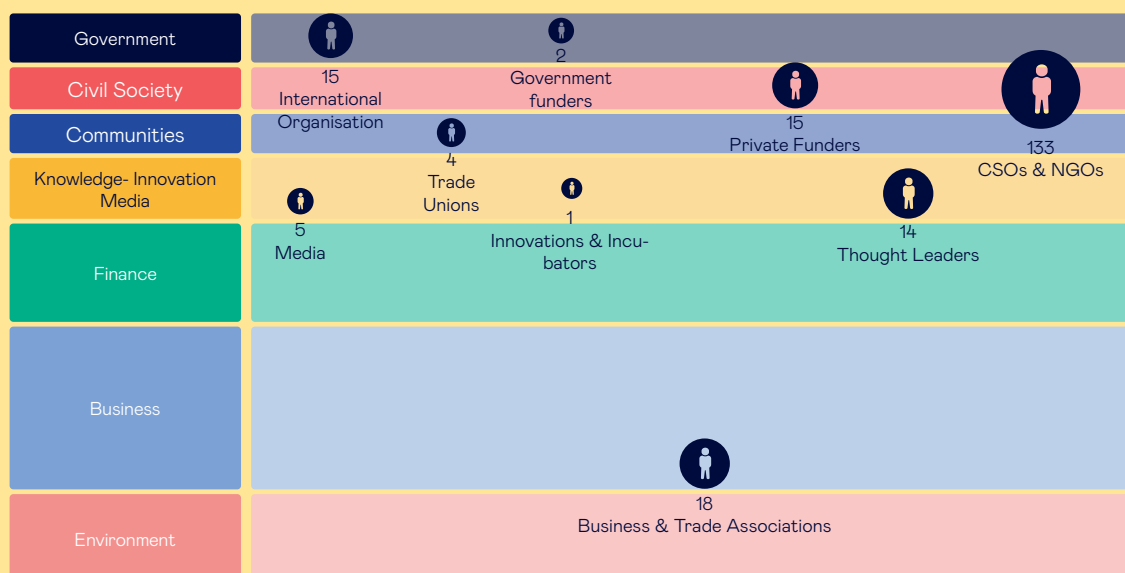 Government
Civil Society
Communities
Knowledge- Innovation
Media
Finance
Business
Environment
15
International
Organisation
2
Government
funders
15
Private Funders
133
CSOs & NGOs
4
Trade
Unions
5
Media
1
Innovations & Incu-
bators
14
Thought Leaders
18
Business & Trade Associations